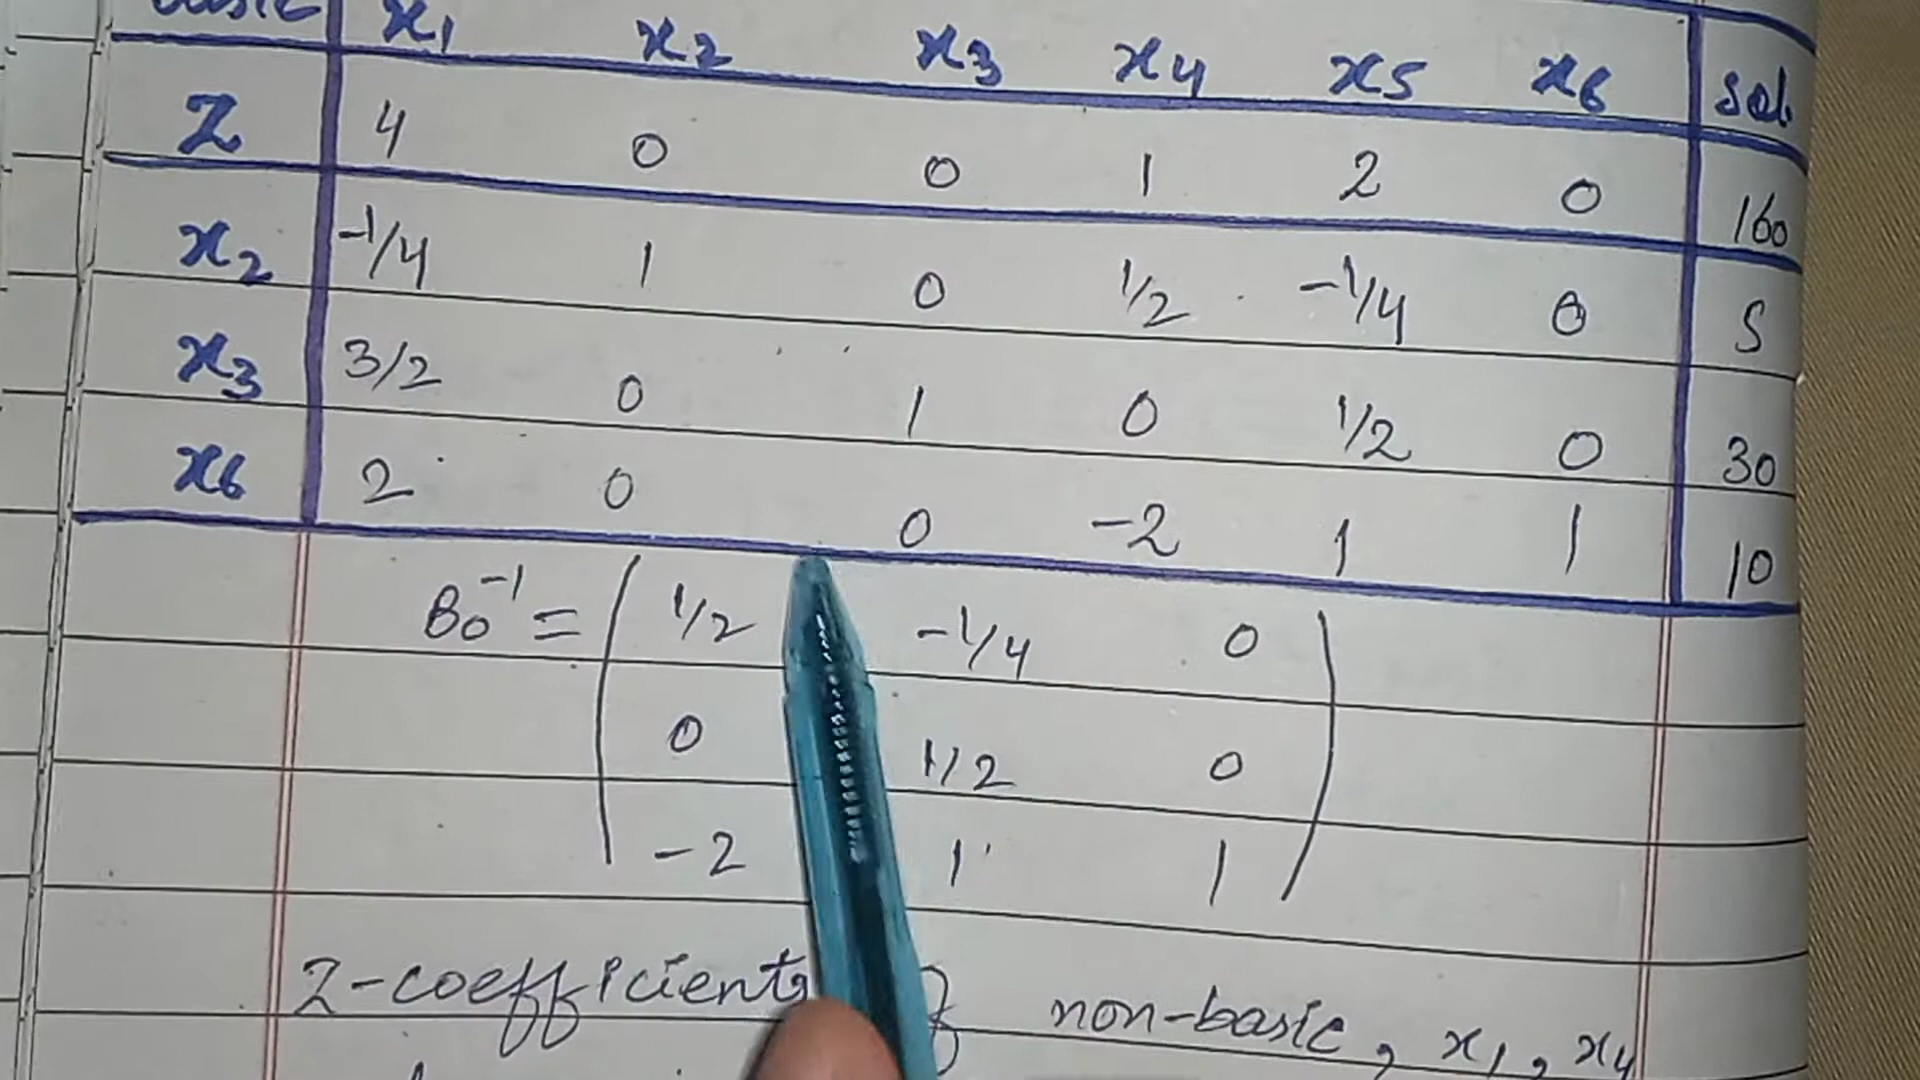 basic x1 x2 x3 x4 x5 x6 sol.
Z 4 0 0 1 2 0 160
x2 -1/4 1 0 1/2 -1/4 0 5
x3 3/2 0 1 0 1/2 0 30
x6 2 0 0 -2 1 1 10
B0^-1 = ( 1/2 -1/4 0
0 1/2 0
-2 1 1 )
Z-coefficients of non-basic, x1, x4